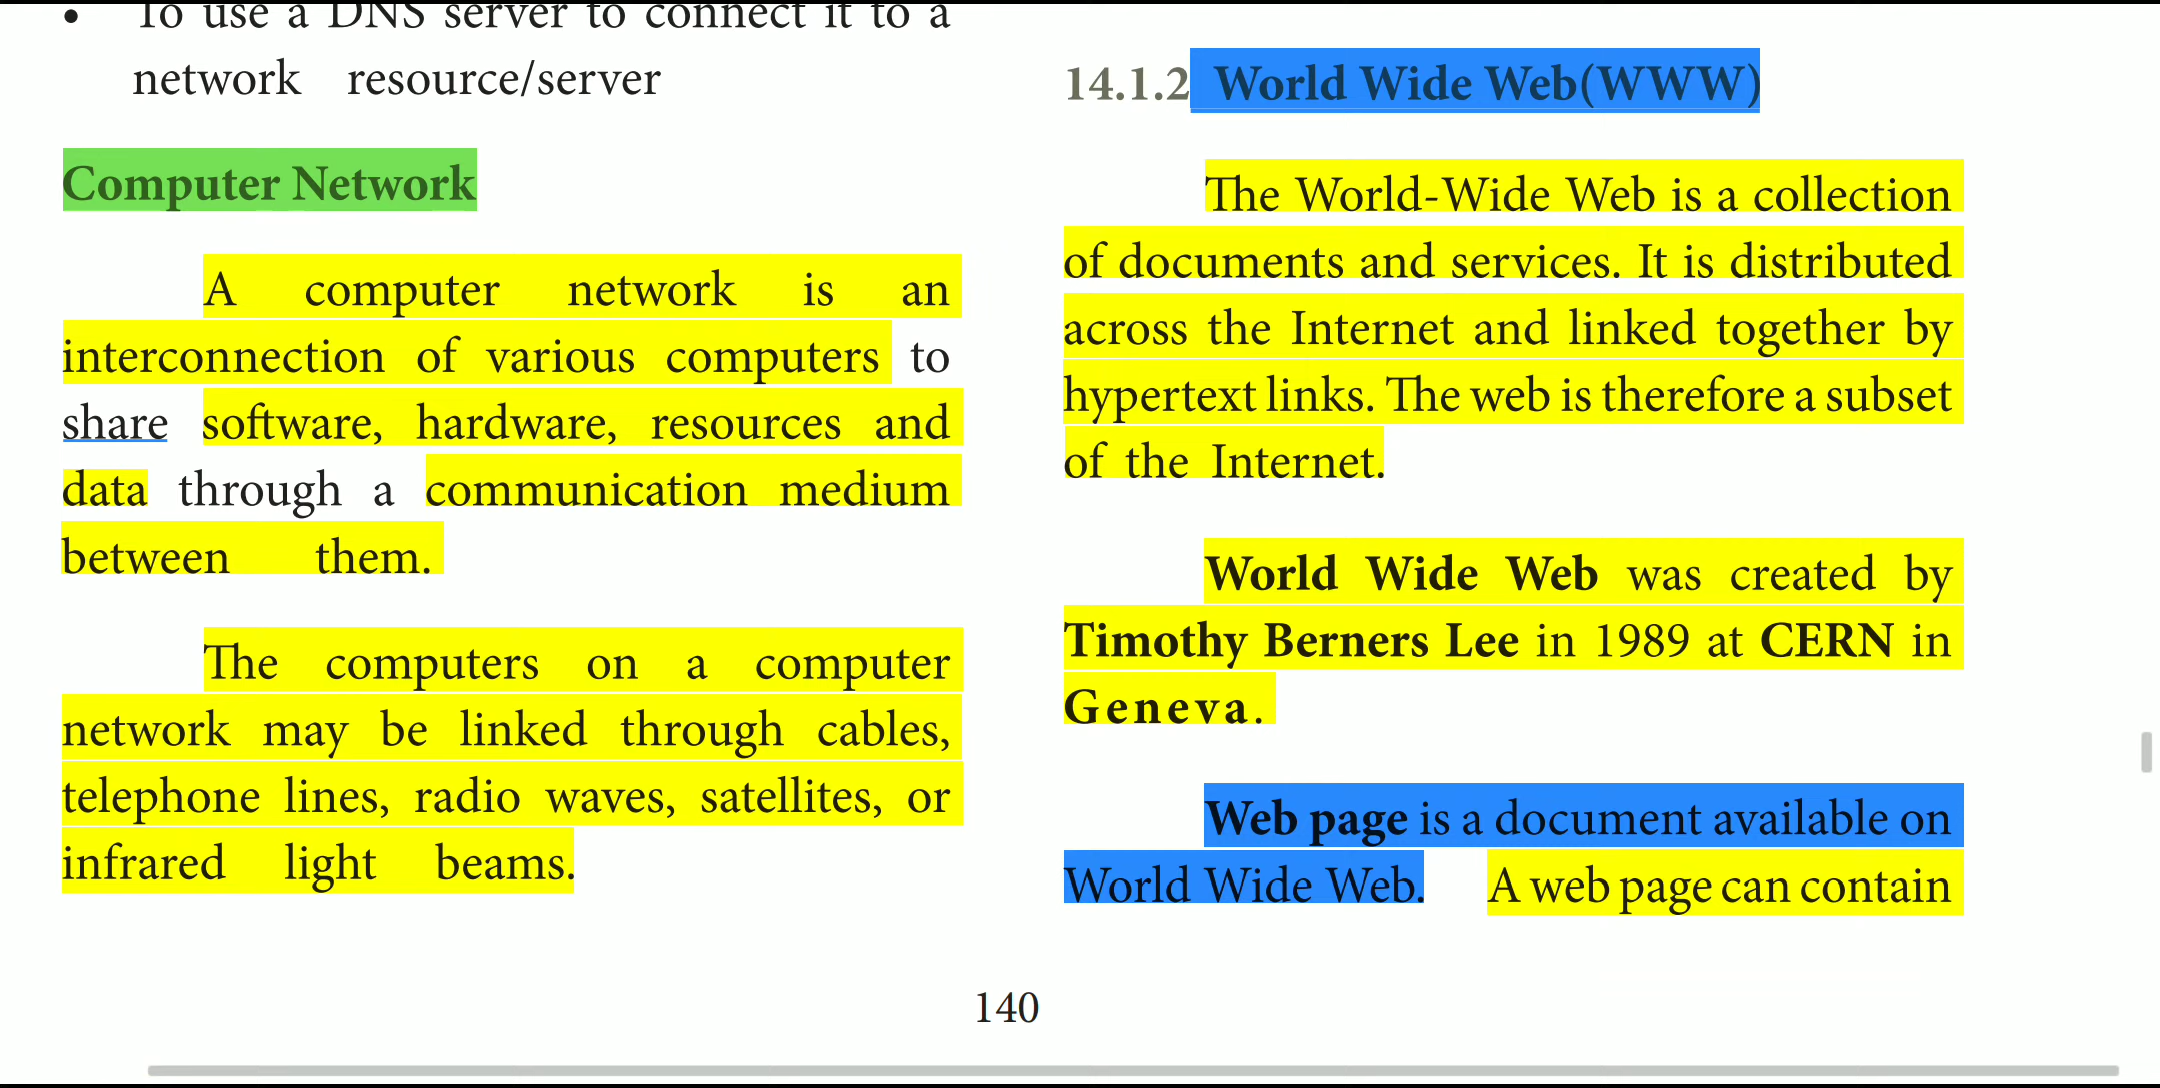 • To use a DNS server to connect it to a
network resource/server
Computer Network
A computer network is an
interconnection of various computers to
share software, hardware, resources and
data through a communication medium
between them.
The computers on a computer
network may be linked through cables,
telephone lines, radio waves, satellites, or
infrared light beams.
14.1.2 World Wide Web(WWW)
The World-Wide Web is a collection
of documents and services. It is distributed
across the Internet and linked together by
hypertext links. The web is therefore a subset
of the Internet.
World Wide Web was created by
Timothy Berners Lee in 1989 at CERN in
Geneva.
Web page is a document available on
World Wide Web. A web page can contain
140